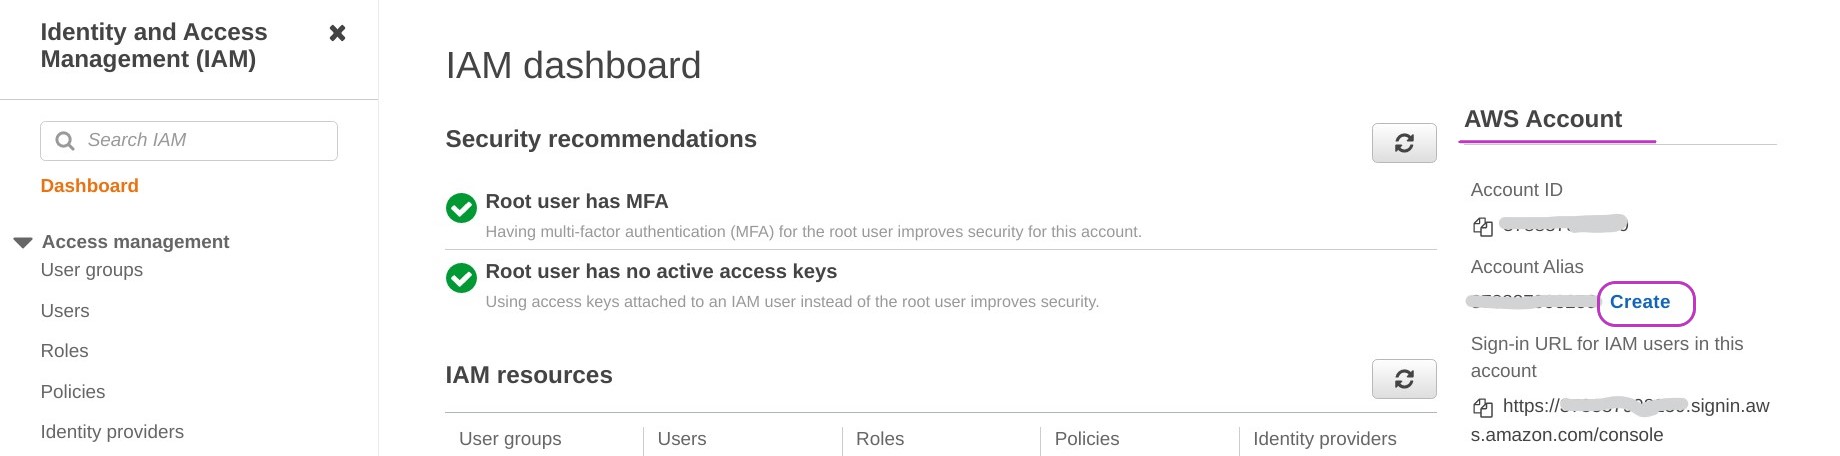 Identity and Access
Management (IAM)
Search IAM
Dashboard
Access management
User groups
Users
Roles
Policies
Identity providers
IAM dashboard
Security recommendations
Root user has MFA
Having multi-factor authentication (MFA) for the root user improves security for this account.
Root user has no active access keys
Using access keys attached to an IAM user instead of the root user improves security.
IAM resources
User groups
Users
Roles
Policies
Identity providers
AWS Account
Account ID
Account Alias
Create
Sign-in URL for IAM users in this
account
https://
.signin.aw
s.amazon.com/console